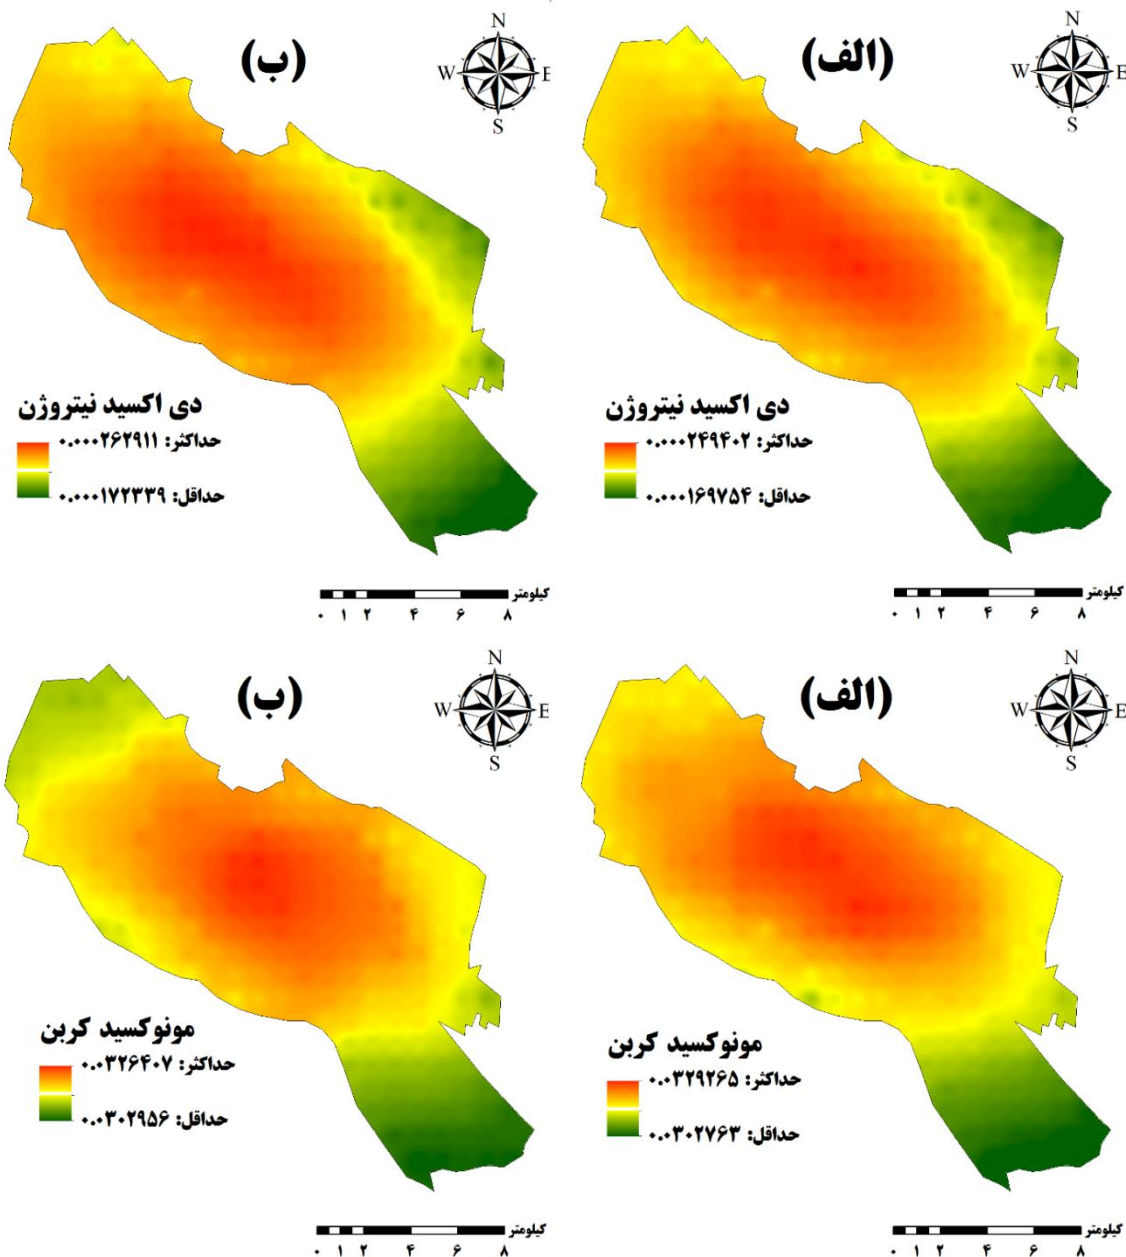 (الف)
N
W E
S
دی اکسید نیتروژن
حداکثر: ۰.۰۰۰۲۴۹۴۰۲
حداقل: ۰.۰۰۰۱۶۹۷۵۴
کیلومتر
۰ ۱ ۲ ۴ ۶ ۸
(ب)
N
W E
S
دی اکسید نیتروژن
حداکثر: ۰.۰۰۰۲۶۲۹۱۱
حداقل: ۰.۰۰۰۱۷۲۳۳۹
کیلومتر
۰ ۱ ۲ ۴ ۶ ۸
(الف)
N
W E
S
مونوکسید کربن
حداکثر: ۰.۰۳۲۹۲۶۵
حداقل: ۰.۰۳۰۲۷۶۳
کیلومتر
۰ ۱ ۲ ۴ ۶ ۸
(ب)
N
W E
S
مونوکسید کربن
حداکثر: ۰.۰۳۲۶۴۰۷
حداقل: ۰.۰۳۰۲۹۵۶
کیلومتر
۰ ۱ ۲ ۴ ۶ ۸